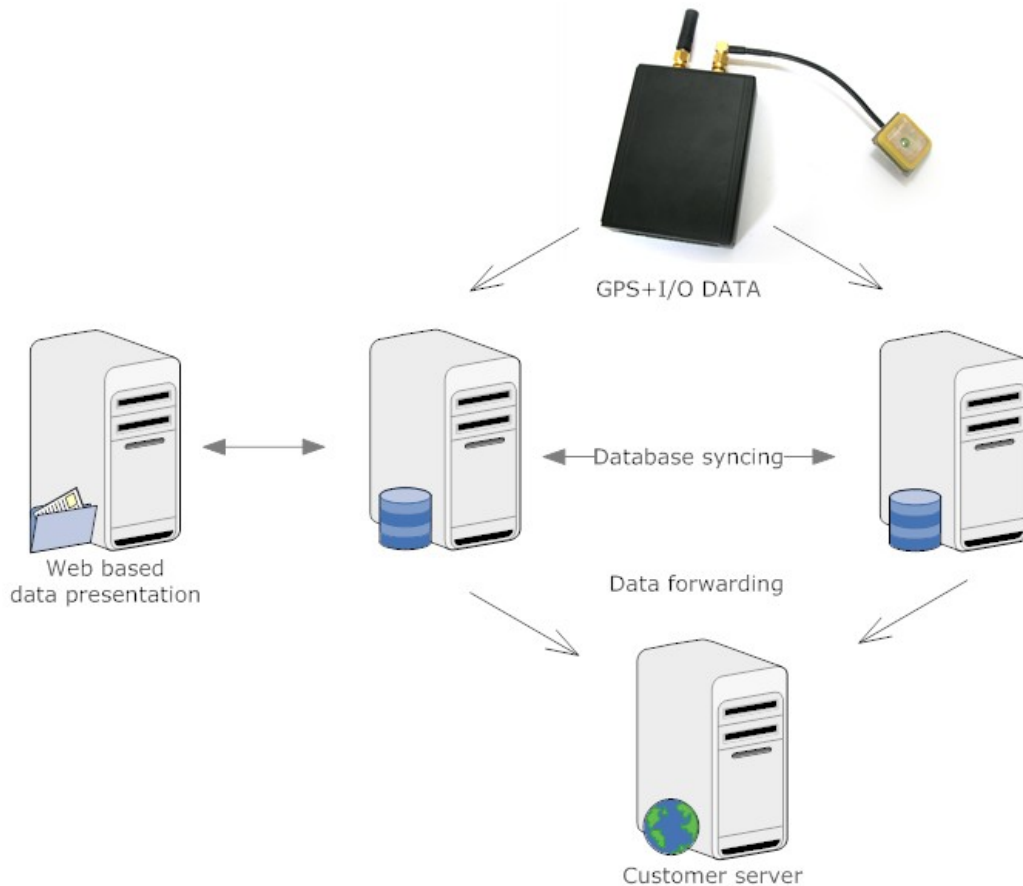 GPS+I/O DATA
Database syncing
Web based
data presentation
Data forwarding
Customer server